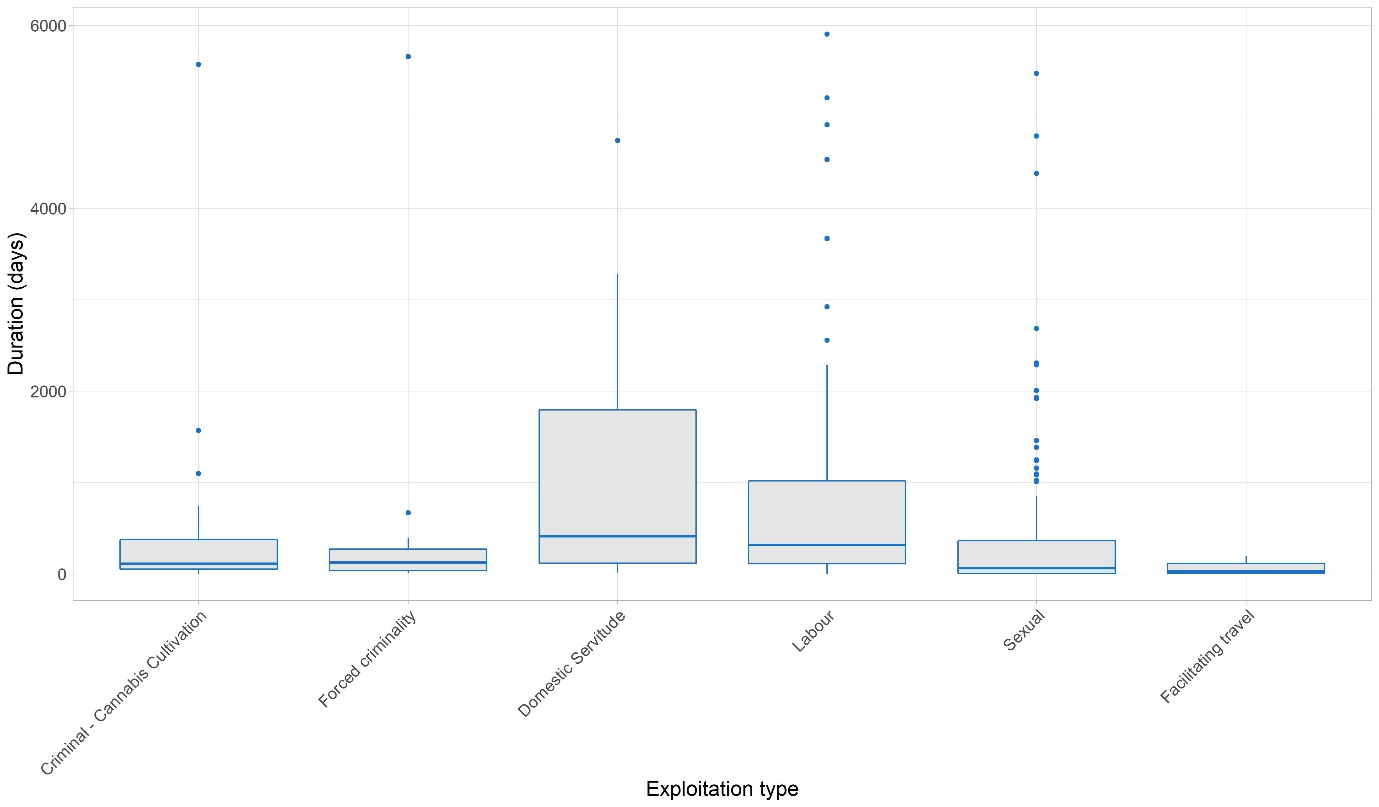 6000
4000
2000
0
Duration (days)
Criminal - Cannabis Cultivation
Forced criminality
Domestic Servitude
Labour
Sexual
Facilitating travel
Exploitation type